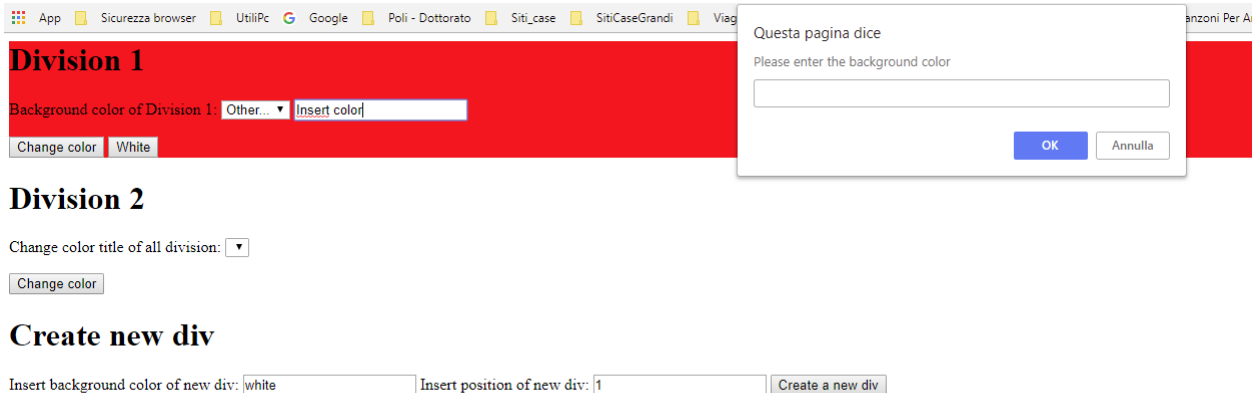 App Sicurezza browser UtiliPc Google Poli - Dottorato Siti_case SitiCaseGrandi Viag anzoni Per A
Questa pagina dice
Please enter the background color
OK Annulla
Division 1
Background color of Division 1: Other... Insert color
Change color White
Division 2
Change color title of all division:
Change color
Create new div
Insert background color of new div: white Insert position of new div: 1 Create a new div